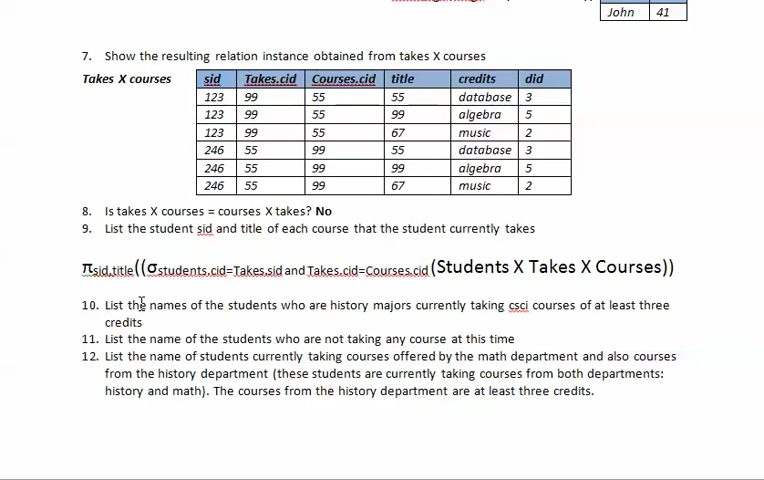 John 41
7. Show the resulting relation instance obtained from takes X courses
Takes X courses
sid Takes.cid Courses.cid title credits did
123 99 55 55 database 3
123 99 55 99 algebra 5
123 99 55 67 music 2
246 55 99 55 database 3
246 55 99 99 algebra 5
246 55 99 67 music 2
8. Is takes X courses = courses X takes? No
9. List the student sid and title of each course that the student currently takes
πsid,title((σstudents.cid=Takes.sid and Takes.cid=Courses.cid (Students X Takes X Courses))
10. List the names of the students who are history majors currently taking csci courses of at least three
credits
11. List the name of the students who are not taking any course at this time
12. List the name of students currently taking courses offered by the math department and also courses
from the history department (these students are currently taking courses from both departments:
history and math). The courses from the history department are at least three credits.